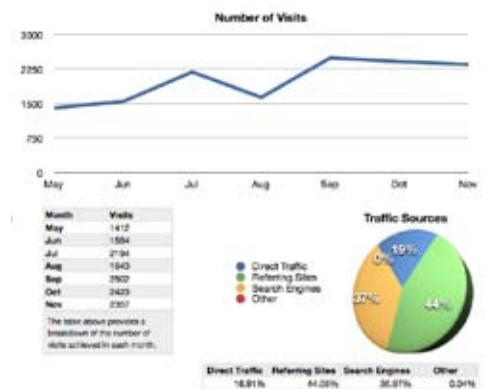 Number of Visits
3000
2250
1500
750
0
May Jun Jul Aug Sep Oct Nov
Month Visits
May 1412
Jun
Jul 2194
Aug 1643
Sep 2502
Oct 2423
Nov 2357
The table above provides a
breakdown of the number of
visits achieved in each month.
Traffic Sources
Direct Traffic
Referring Sites
Search Engines
Other
0% 19%
37% 44%
Direct Traffic Referring Sites Search Engines Other
18.91% 0.04%